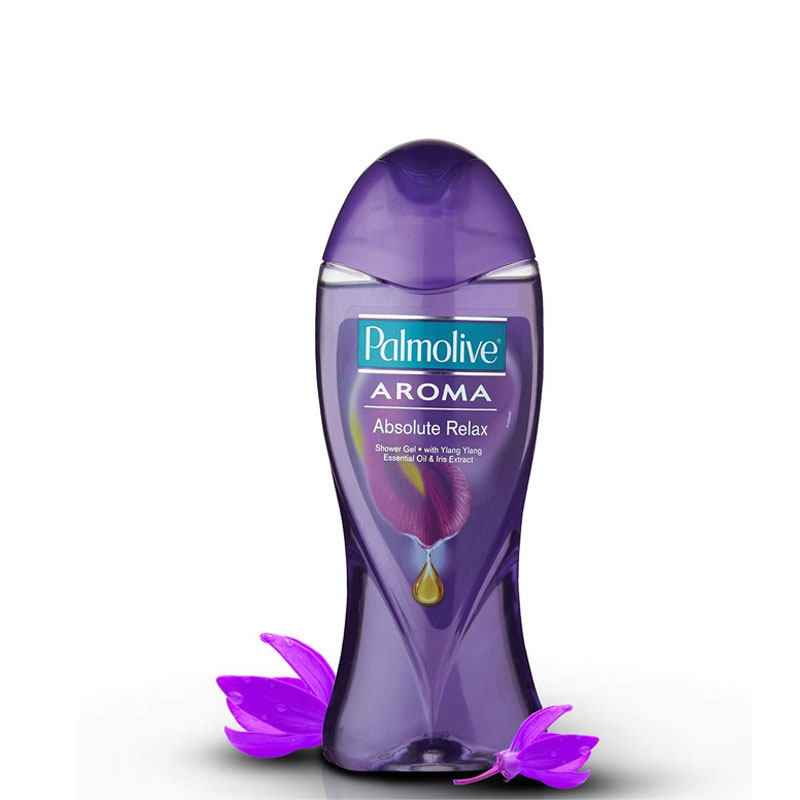 Palmolive®
AROMA
Absolute Relax
Shower Gel • with Ylang Ylang
Essential Oil & Iris Extract